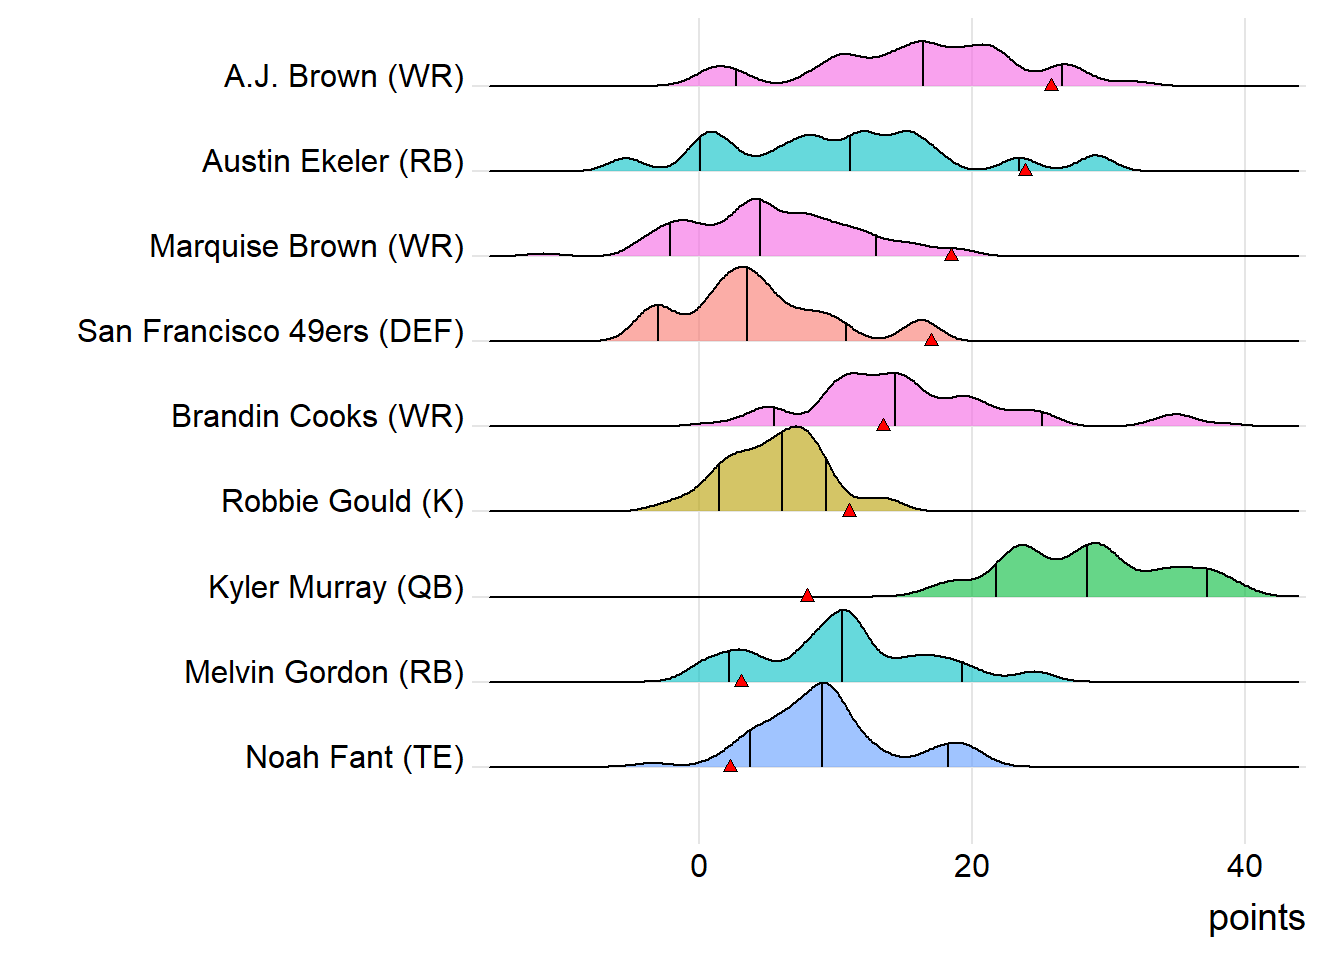 A.J. Brown (WR)
Austin Ekeler (RB)
Marquise Brown (WR)
San Francisco 49ers (DEF)
Brandin Cooks (WR)
Robbie Gould (K)
Kyler Murray (QB)
Melvin Gordon (RB)
Noah Fant (TE)
0 20 40
points